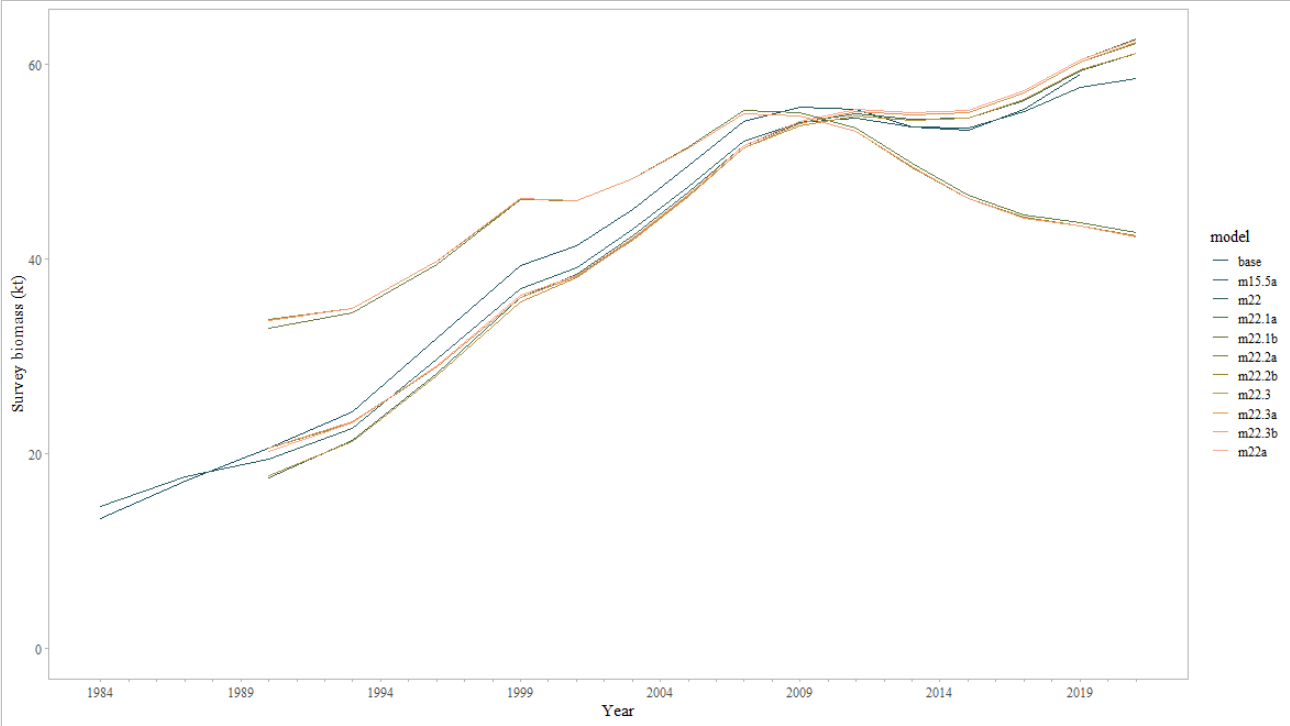 60
40
20
0
Survey biomass (kt)
1984 1989 1994 1999 2004 2009 2014 2019
Year
model
base
m15.5a
m22
m22.1a
m22.1b
m22.2a
m22.2b
m22.3
m22.3a
m22.3b
m22a